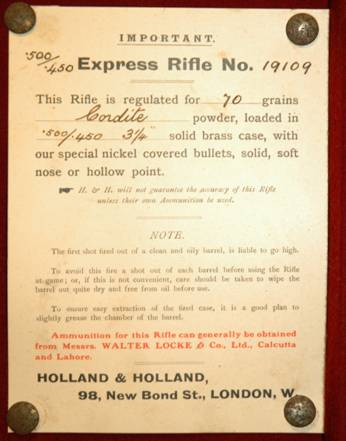 IMPORTANT.
.500/.450 Express Rifle No. 19109
This Rifle is regulated for 70 grains
Cordite powder, loaded in
.500/.450 3¼" solid brass case, with
our special nickel covered bullets, solid, soft
nose or hollow point.
☛ H. & H. will not guarantee the accuracy of this Rifle
unless their own Ammunition be used.
NOTE.
The first shot fired out of a clean and oily barrel, is liable to go high.
To avoid this fire a shot out of each barrel before using the Rifle
at game; or, if this is not convenient, care should be taken to wipe the
barrel out quite dry and free from oil before use.
To ensure easy extraction of the fired case, it is a good plan to
slightly grease the chamber of the barrel.
Ammunition for this Rifle can generally be obtained
from Messrs. WALTER LOCKE & Co., Ltd., Calcutta
and Lahore.
HOLLAND & HOLLAND,
98, New Bond St., LONDON, W.